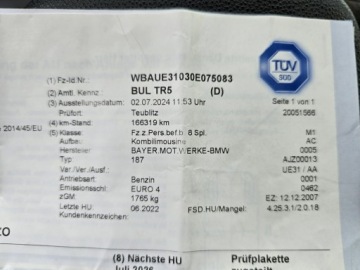 (1) Fz-Id.Nr.: WBAUE31030E075083
(2) Amtl. Kennz.: BUL TR5 (D)
(3) Ausstellungsdatum: 02.07.2024 11:53 Uhr Seite 1 von 1
Prüfort: Teublitz 20051566
(4) km-Stand: 166319 km
2014/45/EU
(5) Klasse Fz.z.Pers.bef.b. 8 Spl. M1
Aufbau: Kombilimousine AC
Hersteller BAYER.MOT.WERKE-BMW 0005
Typ 187 AJZ00013
Var./Ver./Ausf.: UE31 / AA
Antriebsart Benzin 0001
Emissionsschl.: EURO 4 0462
zGM: 1765 kg EZ: 12.12.2007
Letzte HU 06.2022 FSD.HU/Mangel.: 4.25.3.1/2.0.18
Kundenkennzeichen:
TÜV
SÜD
(8) Nächste HU Prüfplakette
Juli 2026 zugeteilt